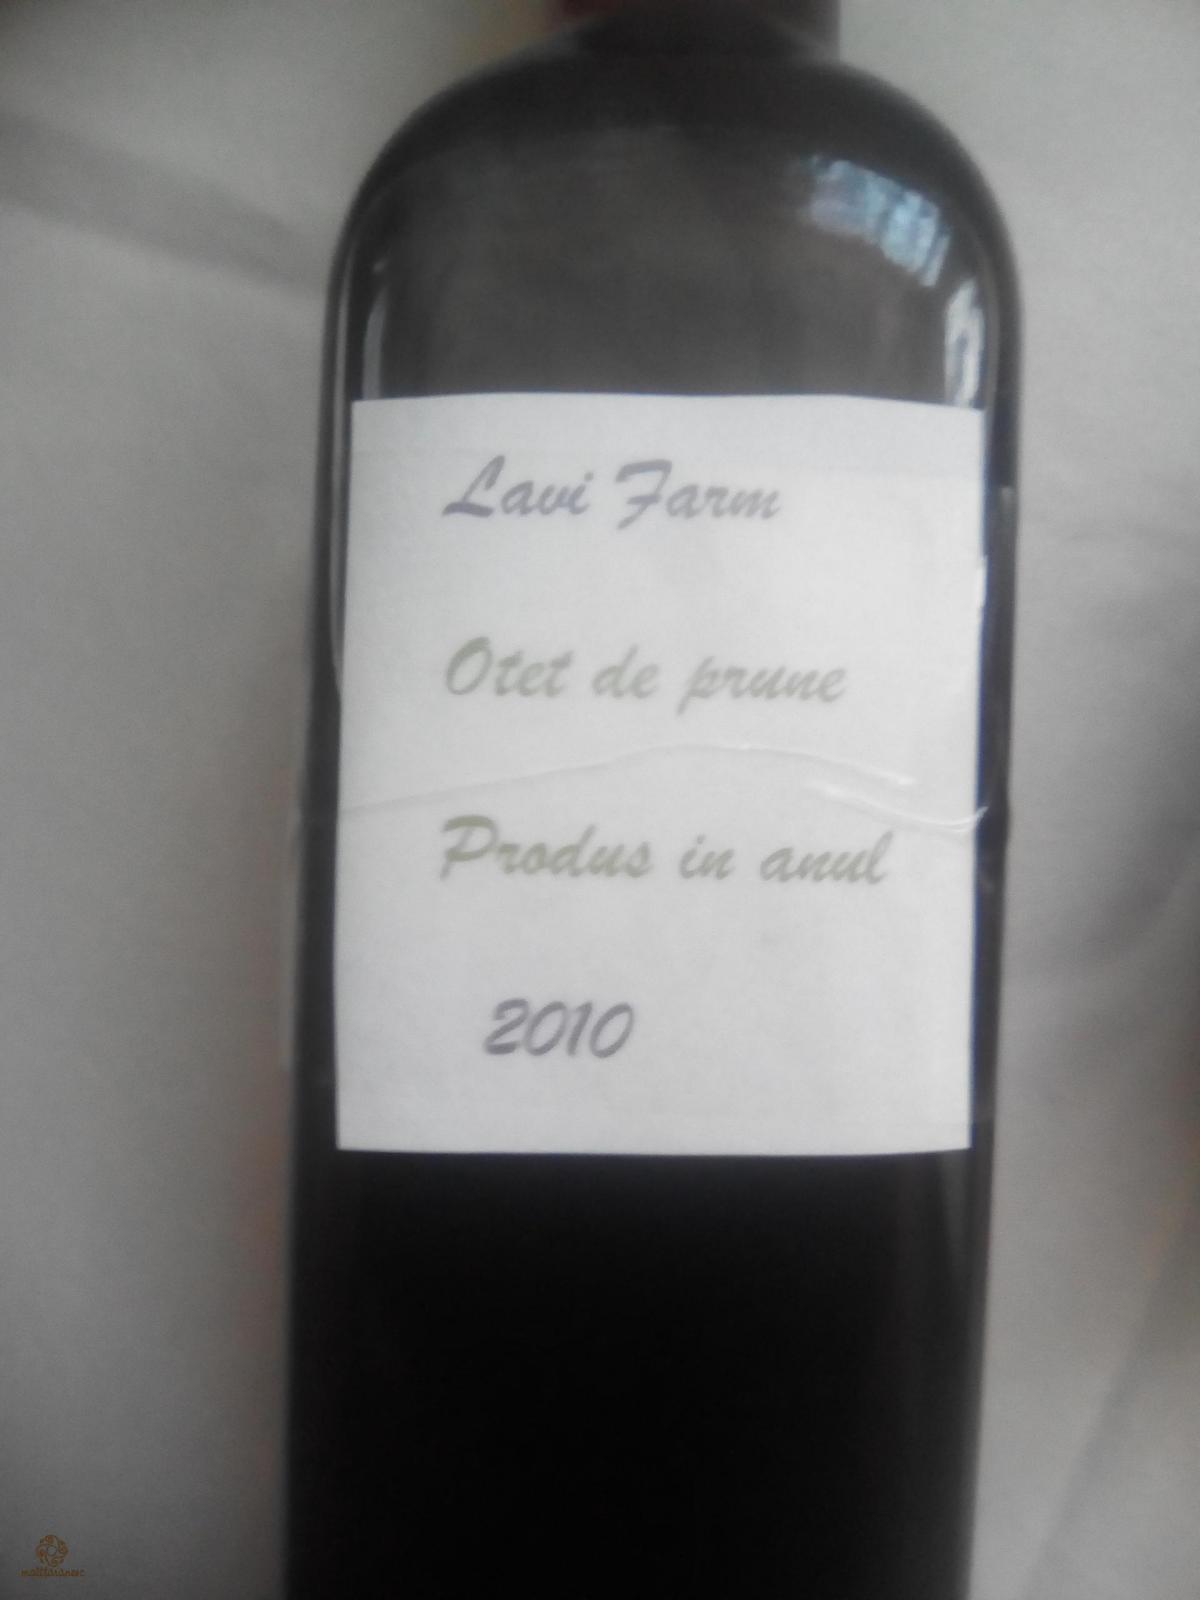 Lavi Farm
Otet de prune
Produs in anul
2010